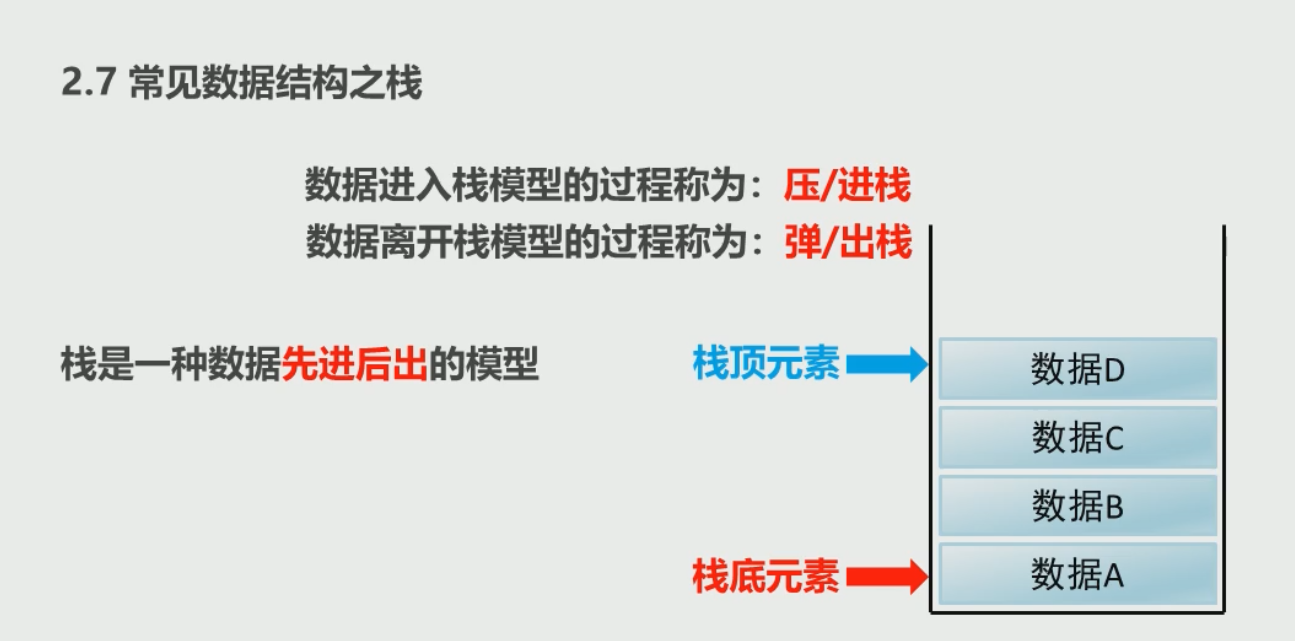 2.7 常见数据结构之栈
数据进入栈模型的过程称为：压/进栈
数据离开栈模型的过程称为：弹/出栈
栈是一种数据先进后出的模型
栈顶元素
数据D
数据C
数据B
栈底元素
数据A